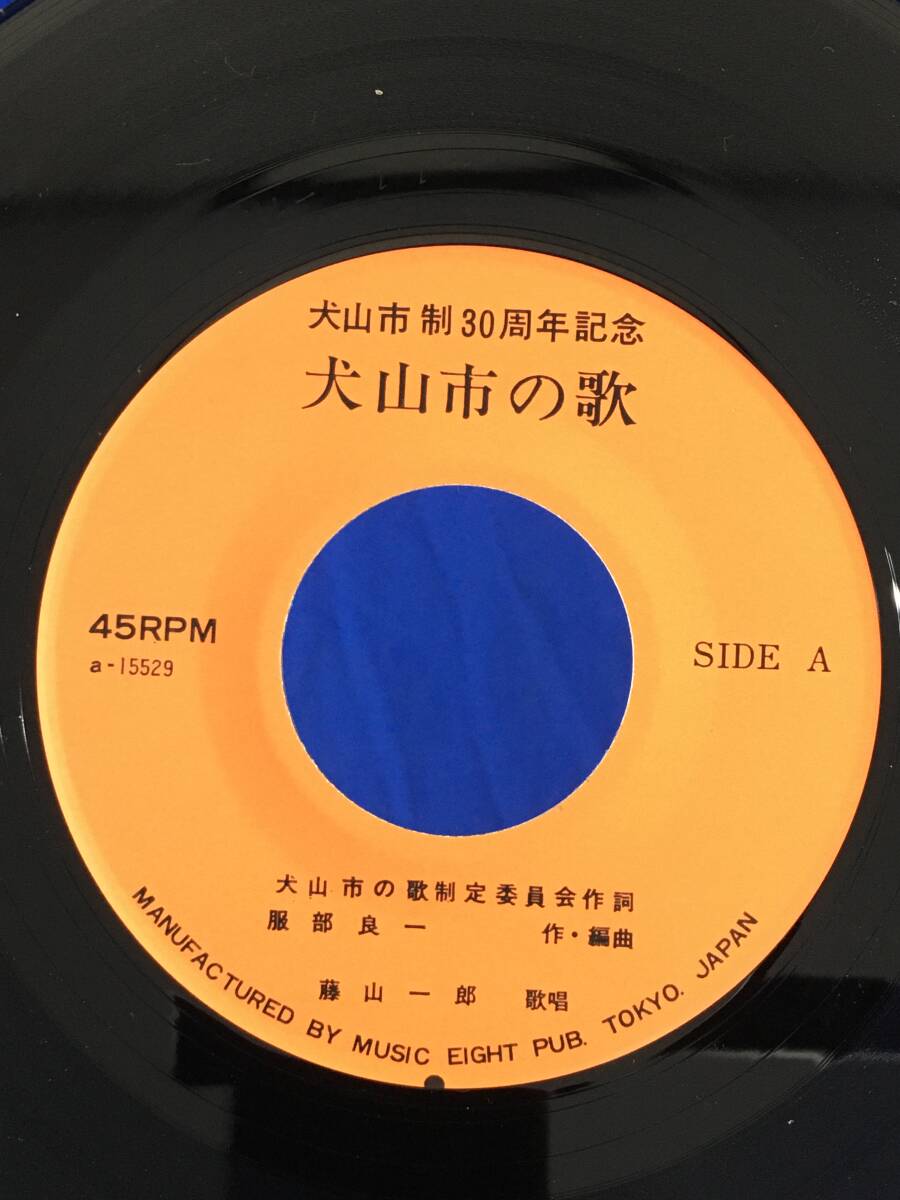 犬山市制30周年記念
犬山市の歌
45RPM
a-15529
SIDE A
犬山市の歌制定委員会作詞
服部良一 作・編曲
藤山一郎 歌唱
MANUFACTURED BY MUSIC EIGHT PUB. TOKYO. JAPAN